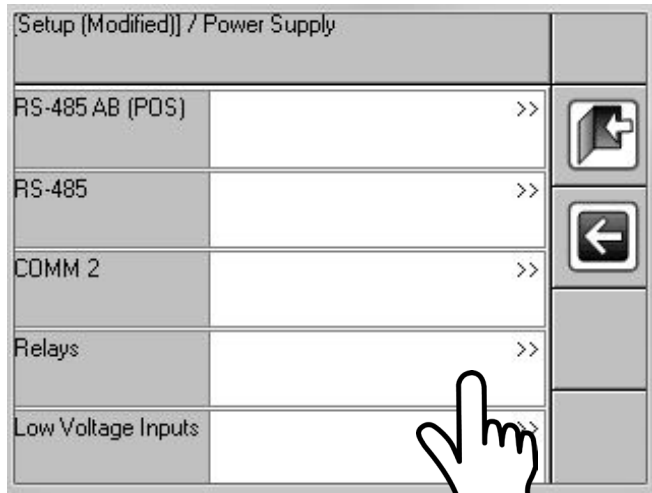 [Setup (Modified)] / Power Supply
RS-485 AB (POS) >>
RS-485 >>
COMM 2 >>
Relays >>
Low Voltage Inputs >>